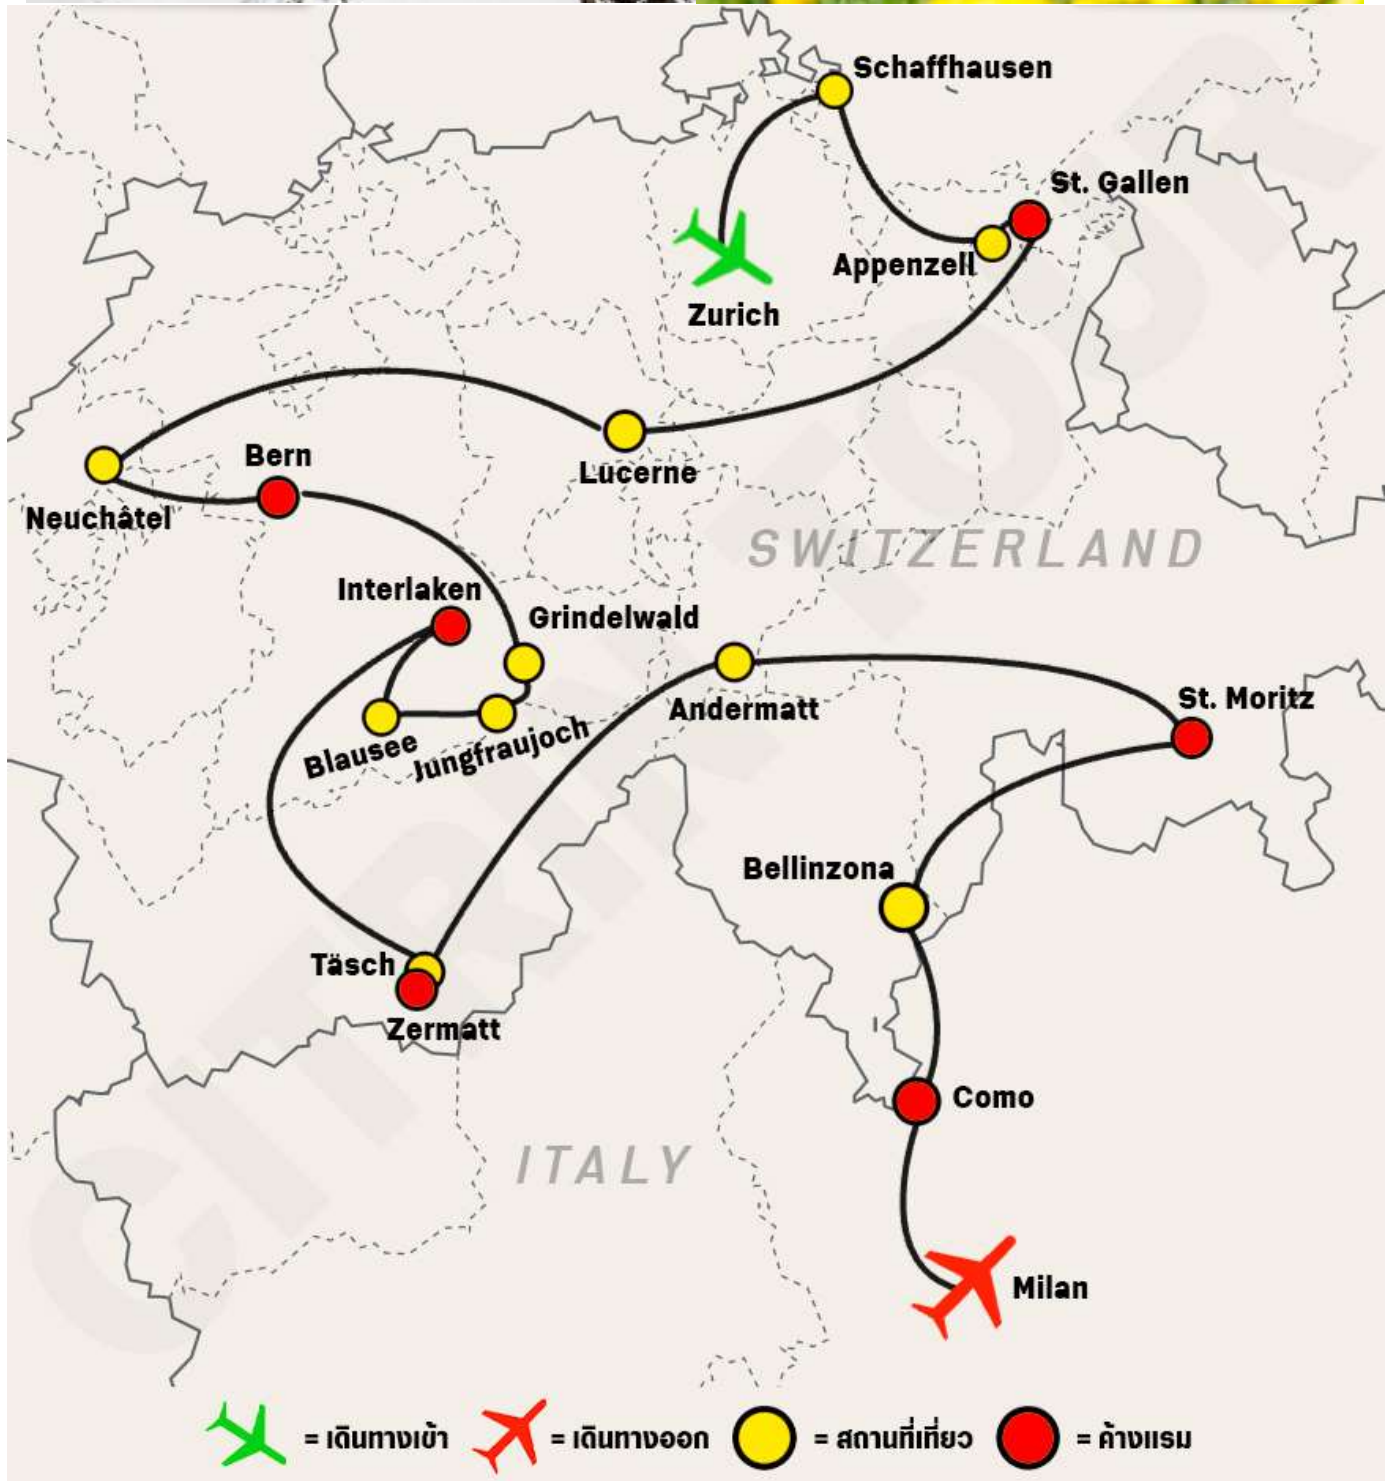 Schaffhausen
St. Gallen
Appenzell
Zurich
Bern
Lucerne
Neuchâtel
SWITZERLAND
Interlaken
Grindelwald
Andermatt
St. Moritz
Blausee
Jungfraujoch
Bellinzona
Täsch
Zermatt
Como
ITALY
Milan
CITRIN TOUR
= เดินทางเข้า = เดินทางออก = สถานที่เที่ยว = ค้างแรม